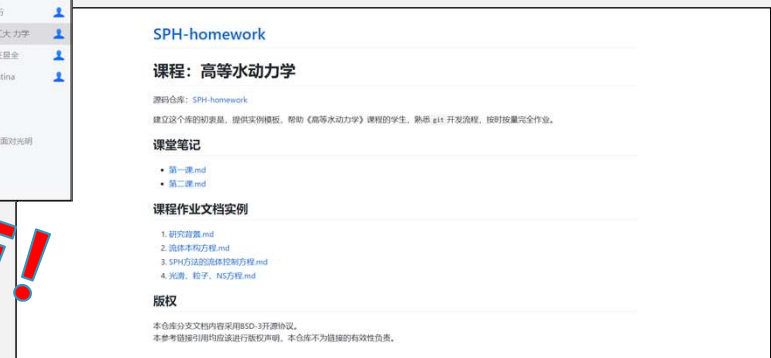 大 力学
tina
面对光明
SPH-homework
课程：高等水动力学
源码仓库：SPH-homework
建立这个库的初衷是，提供实例模板，帮助《高等水动力学》课程的学生，熟悉 git 开发流程，按时按量完全作业。
课堂笔记
• 第一课.md
• 第二课.md
课程作业文档实例
1. 研究背景.md
2. 流体本构方程.md
3. SPH方法的流体控制方程.md
4. 光滑、粒子、NS方程.md
版权
本仓库分支文档内容采用BSD-3开源协议。
本参考链接引用均应该进行版权声明，本仓库不为链接的有效性负责。